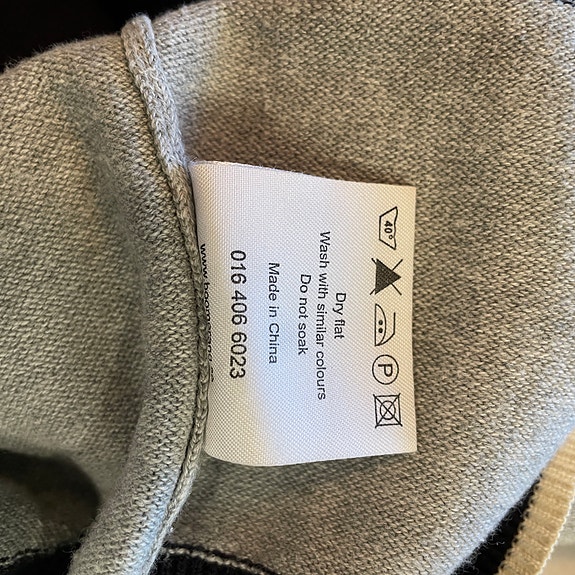 40°
P
Dry flat
Wash with similar colours
Do not soak
Made in China
016 406 6023